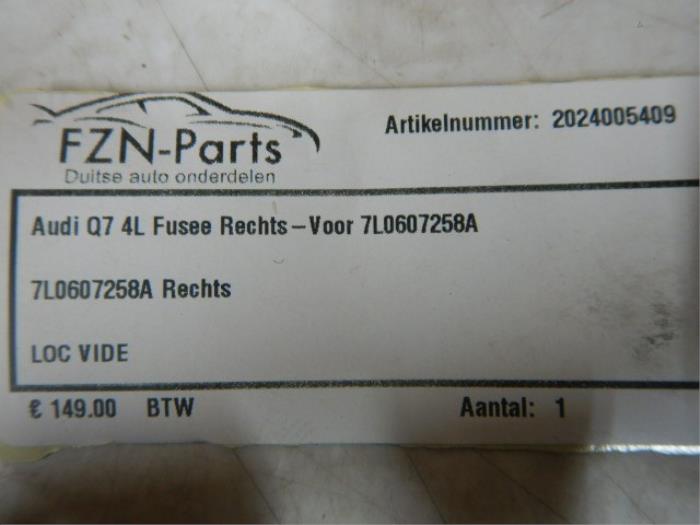 FZN-Parts
Duitse auto onderdelen
Artikelnummer: 2024005409
Audi Q7 4L Fusee Rechts-Voor 7L0607258A
7L0607258A Rechts
LOC VIDE
€ 149.00 BTW
Aantal: 1